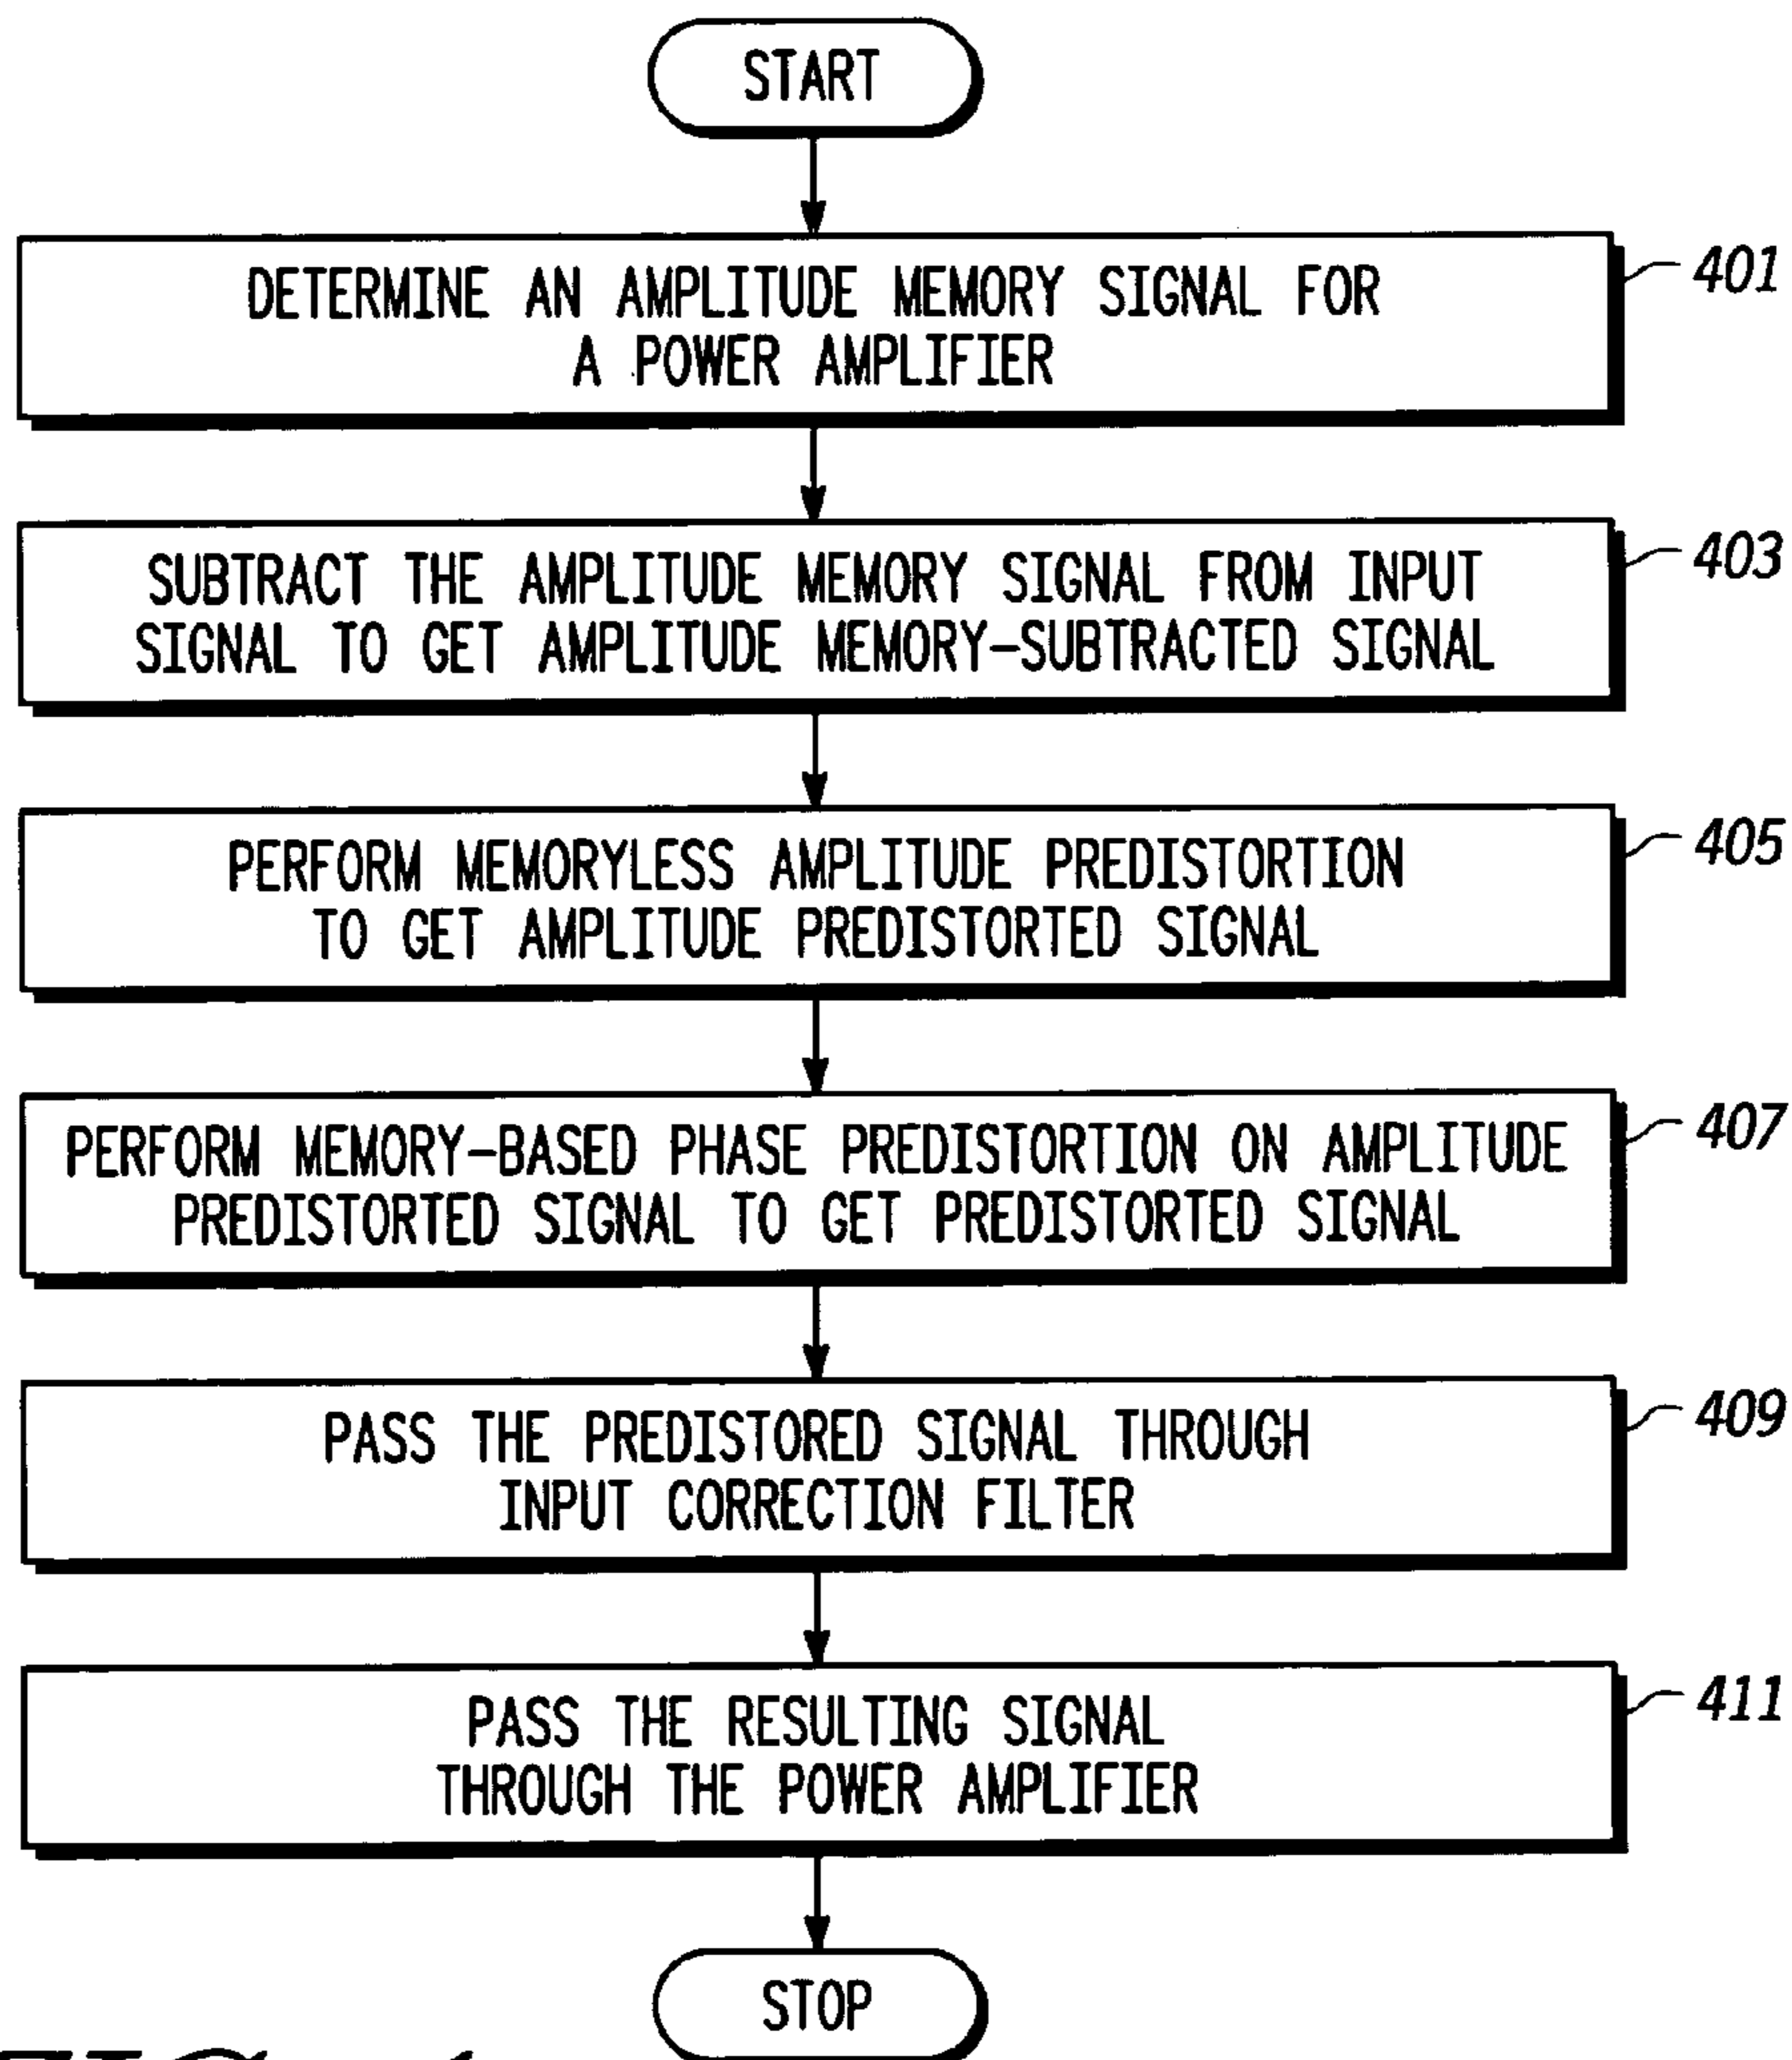 START
DETERMINE AN AMPLITUDE MEMORY SIGNAL FOR
A POWER AMPLIFIER
401
SUBTRACT THE AMPLITUDE MEMORY SIGNAL FROM INPUT
SIGNAL TO GET AMPLITUDE MEMORY-SUBTRACTED SIGNAL
403
PERFORM MEMORYLESS AMPLITUDE PREDISTORTION
TO GET AMPLITUDE PREDISTORTED SIGNAL
405
PERFORM MEMORY-BASED PHASE PREDISTORTION ON AMPLITUDE
PREDISTORTED SIGNAL TO GET PREDISTORTED SIGNAL
407
PASS THE PREDISTORED SIGNAL THROUGH
INPUT CORRECTION FILTER
409
PASS THE RESULTING SIGNAL
THROUGH THE POWER AMPLIFIER
411
STOP